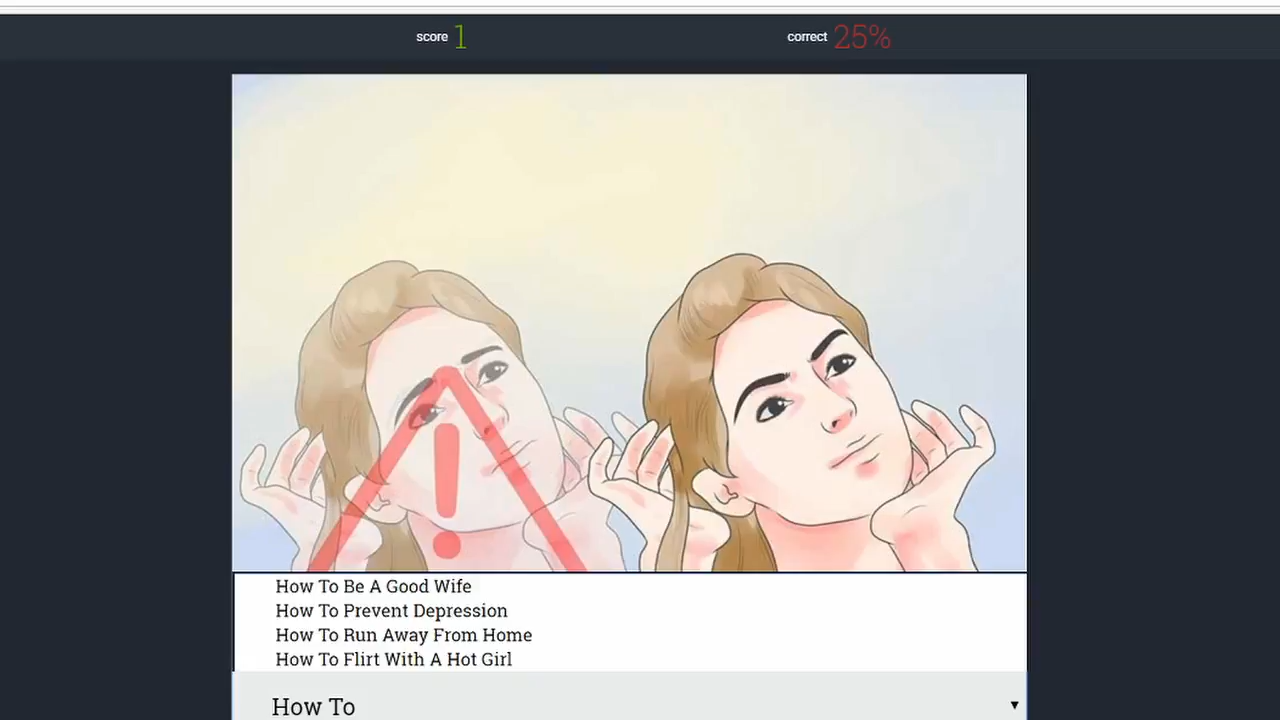 score 1
correct 25%
How To Be A Good Wife
How To Prevent Depression
How To Run Away From Home
How To Flirt With A Hot Girl
How To